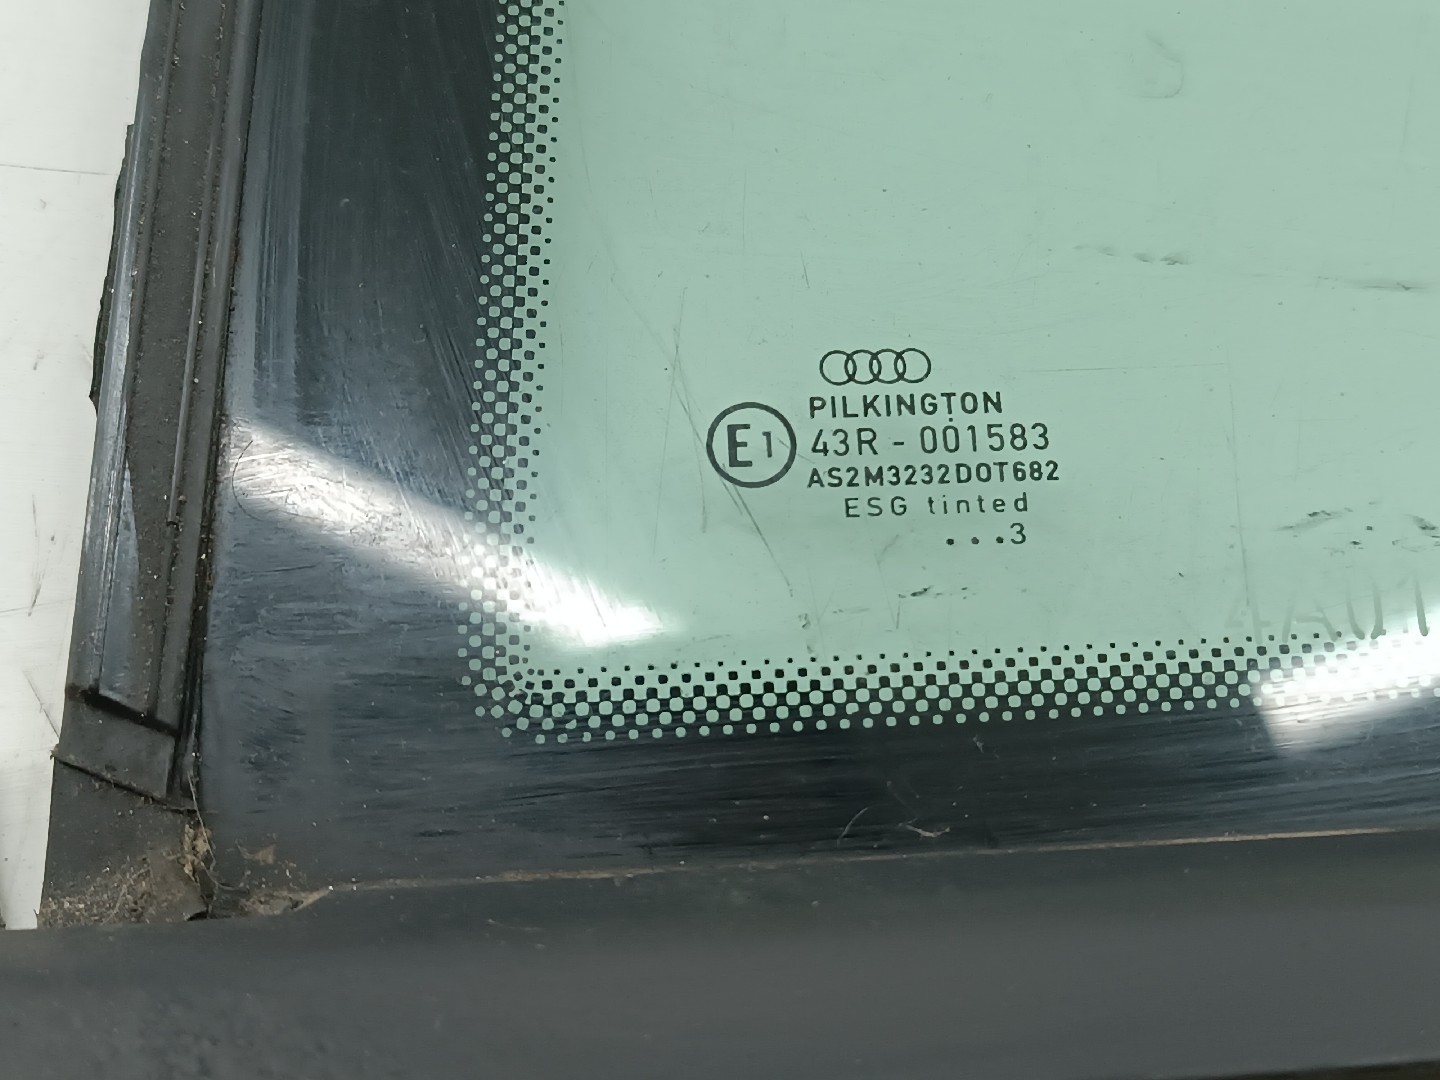 PILKINGTON
E1 43R - 001583
AS2M3232DOT682
ESG tinted
...3